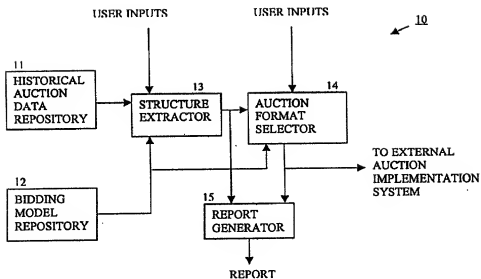 USER INPUTS
USER INPUTS
10
11
HISTORICAL
AUCTION
DATA
REPOSITORY
13
STRUCTURE
EXTRACTOR
14
AUCTION
FORMAT
SELECTOR
TO EXTERNAL
AUCTION
IMPLEMENTATION
SYSTEM
12
BIDDING
MODEL
REPOSITORY
15
REPORT
GENERATOR
REPORT